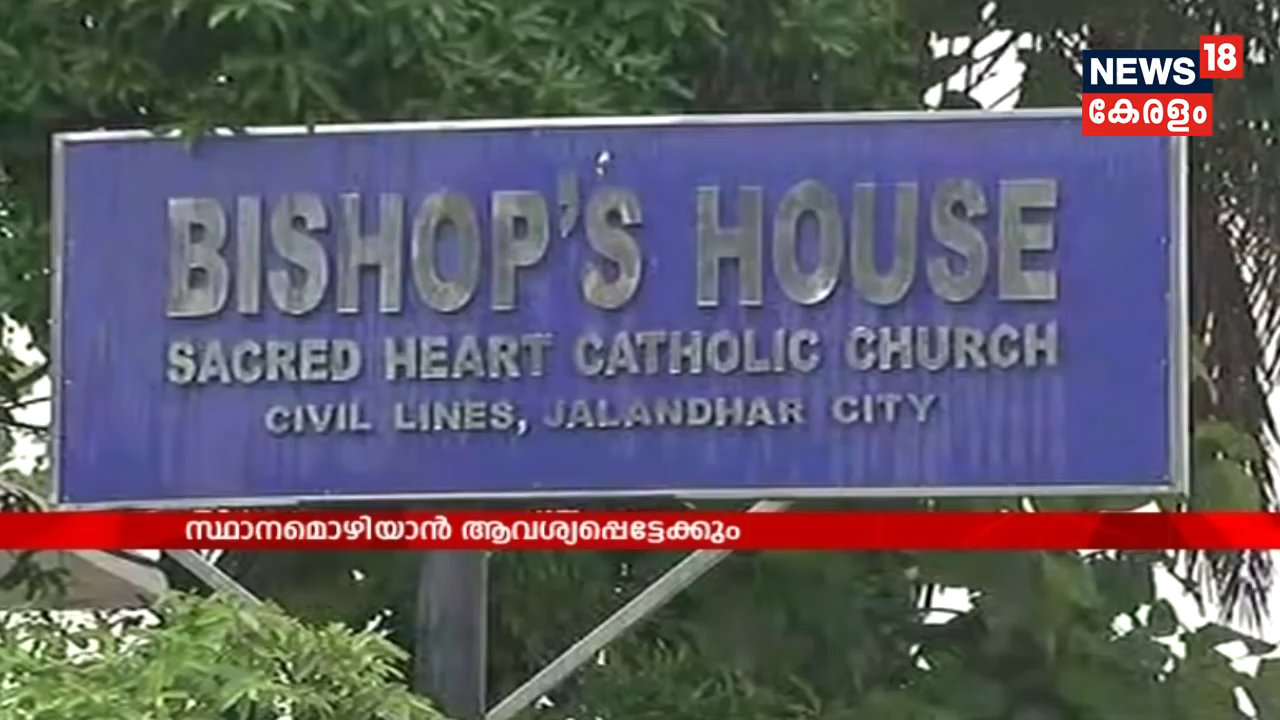 NEWS 18
കേരളം
BISHOP'S HOUSE
SACRED HEART CATHOLIC CHURCH
CIVIL LINES, JALANDHAR CITY
സ്ഥാനമൊഴിയാൻ ആവശ്യപ്പെട്ടേക്കും